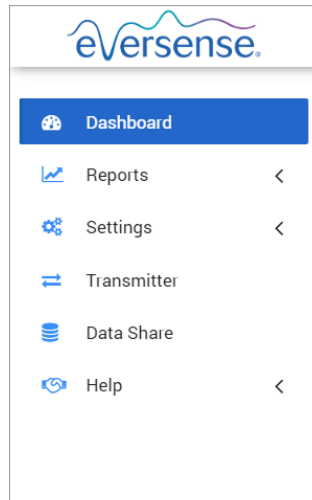 eversense®
Dashboard
Reports
Settings
Transmitter
Data Share
Help